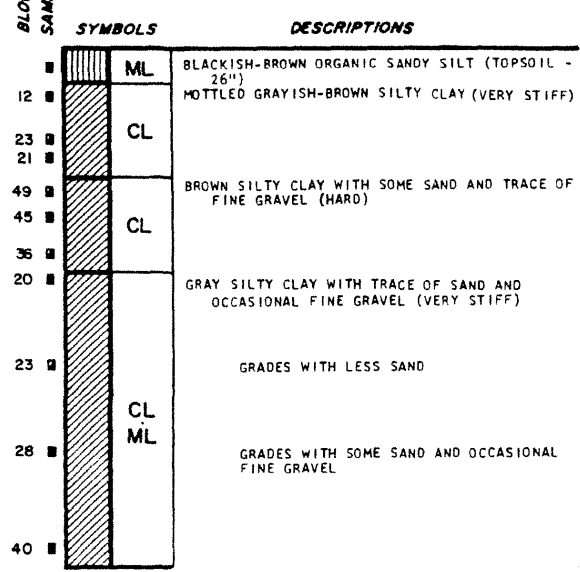 BLO
SAM
SYMBOLS
DESCRIPTIONS
ML
BLACKISH-BROWN ORGANIC SANDY SILT (TOPSOIL -
26")
12
MOTTLED GRAYISH-BROWN SILTY CLAY (VERY STIFF)
23
CL
21
49
BROWN SILTY CLAY WITH SOME SAND AND TRACE OF
FINE GRAVEL (HARD)
45
CL
36
20
GRAY SILTY CLAY WITH TRACE OF SAND AND
OCCASIONAL FINE GRAVEL (VERY STIFF)
23
GRADES WITH LESS SAND
CL
ML
28
GRADES WITH SOME SAND AND OCCASIONAL
FINE GRAVEL
40